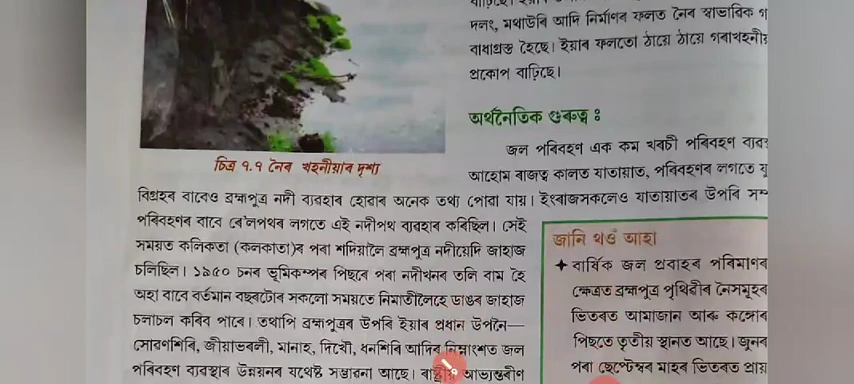 বাঢ়িছে।
দলং, মথাউৰি আদি নিৰ্মাণৰ ফলত নৈৰ স্বাভাৱিক গ
বাধাগ্ৰস্ত হৈছে। ইয়াৰ ফলতো ঠায়ে ঠায়ে গৰাখহনীয়
প্ৰকোপ বাঢ়িছে।
অৰ্থনৈতিক গুৰুত্ব :
জল পৰিবহণ এক কম খৰচী পৰিবহণ ব্যৱ
আহোম ৰাজত্ব কালত যাতায়াত, পৰিবহণৰ লগতে যু
চিত্ৰ ৭.৭ নৈৰ খহনীয়াৰ দৃশ্য
বিগ্ৰহৰ বাবেও ব্ৰহ্মপুত্ৰ নদী ব্যৱহাৰ হোৱাৰ অনেক তথ্য পোৱা যায়। ইংৰাজসকলেও যাতায়াতৰ উপৰি সম্প
পৰিবহণৰ বাবে ৰে'লপথৰ লগতে এই নদীপথ ব্যৱহাৰ কৰিছিল। সেই
সময়ত কলিকতা (কলকাতা)ৰ পৰা শদিয়ালৈ ব্ৰহ্মপুত্ৰ নদীয়েদি জাহাজ
চলিছিল। ১৯৫০ চনৰ ভূমিকম্পৰ পিছৰে পৰা নদীখনৰ তলি বাম হৈ
অহা বাবে বৰ্তমান বছৰটোৰ সকলো সময়তে নিমাতীলৈহে ডাঙৰ জাহাজ
চলাচল কৰিব পাৰে। তথাপি ব্ৰহ্মপুত্ৰৰ উপৰি ইয়াৰ প্ৰধান উপনৈ—
সোৱণশিৰি, জীয়াভৰলী, মানাহ, দিখৌ, ধনশিৰি আদিৰ নিম্নাংশত জল
পৰিবহণ ব্যৱস্থাৰ উন্নয়নৰ যথেষ্ট সম্ভাৱনা আছে। ৰাষ্ট্ৰীয় আভ্যন্তৰীণ
জানি থওঁ আহা
✦ বাৰ্ষিক জল প্ৰবাহৰ পৰিমাণৰ
ক্ষেত্ৰত ব্ৰহ্মপুত্ৰ পৃথিৱীৰ নৈসমূহৰ
ভিতৰত আমাজান আৰু কঙ্গোৰ
পিছতে তৃতীয় স্থানত আছে। জুনৰ
পৰা ছেপ্তেম্বৰ মাহৰ ভিতৰত প্ৰায়